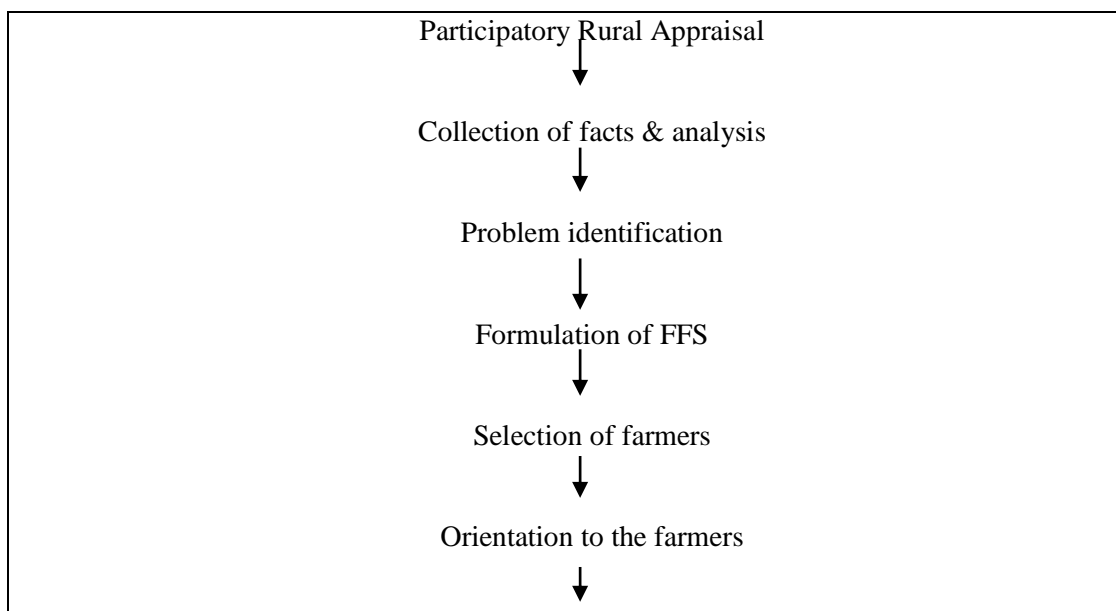 Participatory Rural Appraisal
Collection of facts & analysis
Problem identification
Formulation of FFS
Selection of farmers
Orientation to the farmers